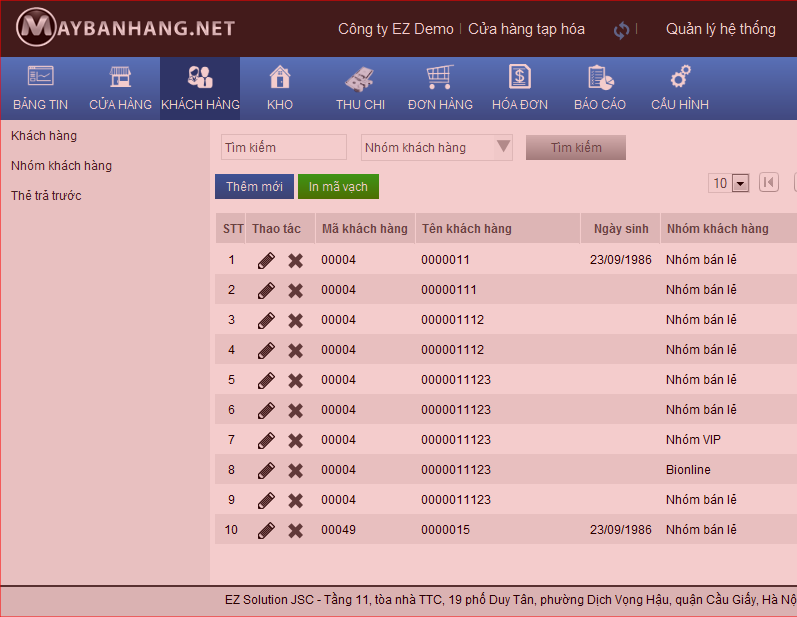 MAYBANHANG.NET
Công ty EZ Demo | Cửa hàng tạp hóa | Quản lý hệ thống
BẢNG TIN CỬA HÀNG KHÁCH HÀNG KHO THU CHI ĐƠN HÀNG HÓA ĐƠN BÁO CÁO CẤU HÌNH
Khách hàng
Nhóm khách hàng
Thẻ trả trước
Tìm kiếm Nhóm khách hàng Tìm kiếm
Thêm mới In mã vạch 10
STT Thao tác Mã khách hàng Tên khách hàng Ngày sinh Nhóm khách hàng
1 00004 0000011 23/09/1986 Nhóm bán lẻ
2 00004 00000111 Nhóm bán lẻ
3 00004 000001112 Nhóm bán lẻ
4 00004 000001112 Nhóm bán lẻ
5 00004 0000011123 Nhóm bán lẻ
6 00004 0000011123 Nhóm bán lẻ
7 00004 0000011123 Nhóm VIP
8 00004 0000011123 Bionline
9 00004 0000011123 Nhóm bán lẻ
10 00049 0000015 23/09/1986 Nhóm bán lẻ
EZ Solution JSC - Tầng 11, tòa nhà TTC, 19 phố Duy Tân, phường Dịch Vọng Hậu, quận Cầu Giấy, Hà Nộ